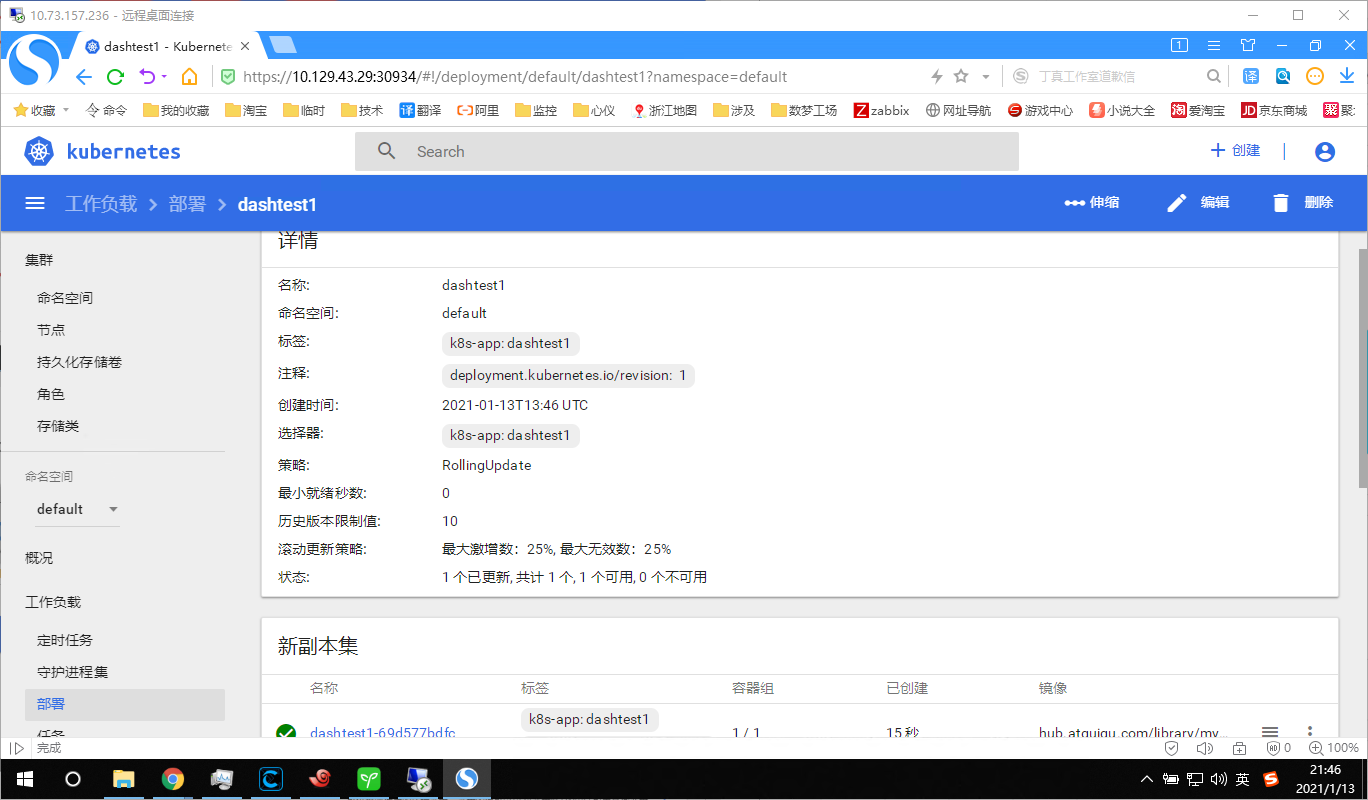 10.73.157.236 - 远程桌面连接
dashtest1 - Kubernete
1
https://10.129.43.29:30934/#!/deployment/default/dashtest1?namespace=default
丁真工作室道歉信
译
收藏 命令 我的收藏 淘宝 临时 技术 译 翻译 阿里 监控 心仪 浙江地图 涉及 数梦工场 Z zabbix 网址导航 游戏中心 小说大全 淘 爱淘宝 JD 京东商城 聚 聚:
kubernetes
Search
创建
工作负载 > 部署 > dashtest1
伸缩
编辑
删除
集群
命名空间
节点
持久化存储卷
角色
存储类
命名空间
default
概况
工作负载
定时任务
守护进程集
部署
任务
详情
名称: dashtest1
命名空间: default
标签: k8s-app: dashtest1
注释: deployment.kubernetes.io/revision: 1
创建时间: 2021-01-13T13:46 UTC
选择器: k8s-app: dashtest1
策略: RollingUpdate
最小就绪秒数: 0
历史版本限制值: 10
滚动更新策略: 最大激增数: 25%, 最大无效数: 25%
状态: 1 个已更新, 共计 1 个, 1 个可用, 0 个不可用
新副本集
名称 标签 容器组 已创建 镜像
k8s-app: dashtest1
dashtest1-69d577bdfc 1 / 1 15 秒 hub.atguigu.com/library/my...
完成
0
100%
英
21:46
2021/1/13